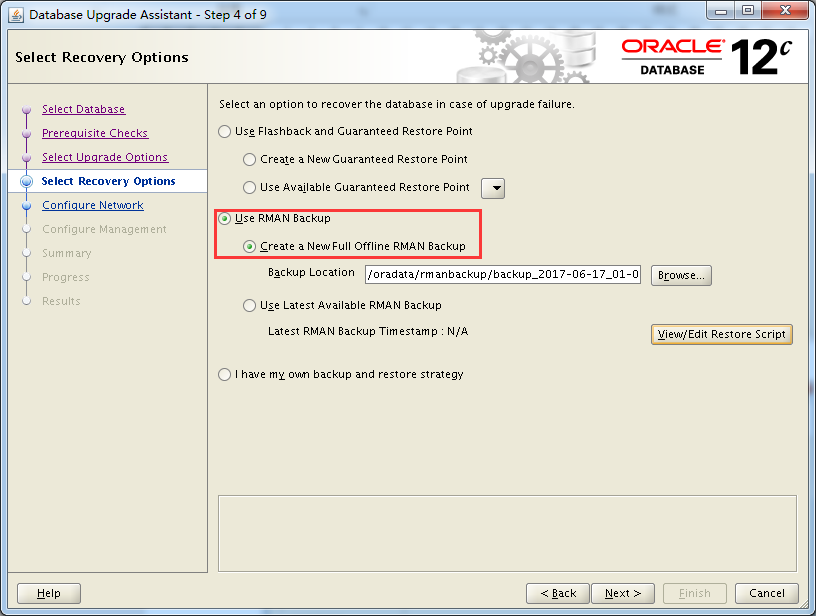 Database Upgrade Assistant - Step 4 of 9
Select Recovery Options
ORACLE
DATABASE
12c
Select Database
Prerequisite Checks
Select Upgrade Options
Select Recovery Options
Configure Network
Configure Management
Summary
Progress
Results
Select an option to recover the database in case of upgrade failure.
Use Flashback and Guaranteed Restore Point
Create a New Guaranteed Restore Point
Use Available Guaranteed Restore Point
Use RMAN Backup
Create a New Full Offline RMAN Backup
Backup Location /oradata/rmanbackup/backup_2017-06-17_01-0 Browse...
Use Latest Available RMAN Backup
Latest RMAN Backup Timestamp : N/A
View/Edit Restore Script
I have my own backup and restore strategy
Help < Back Next > Finish Cancel